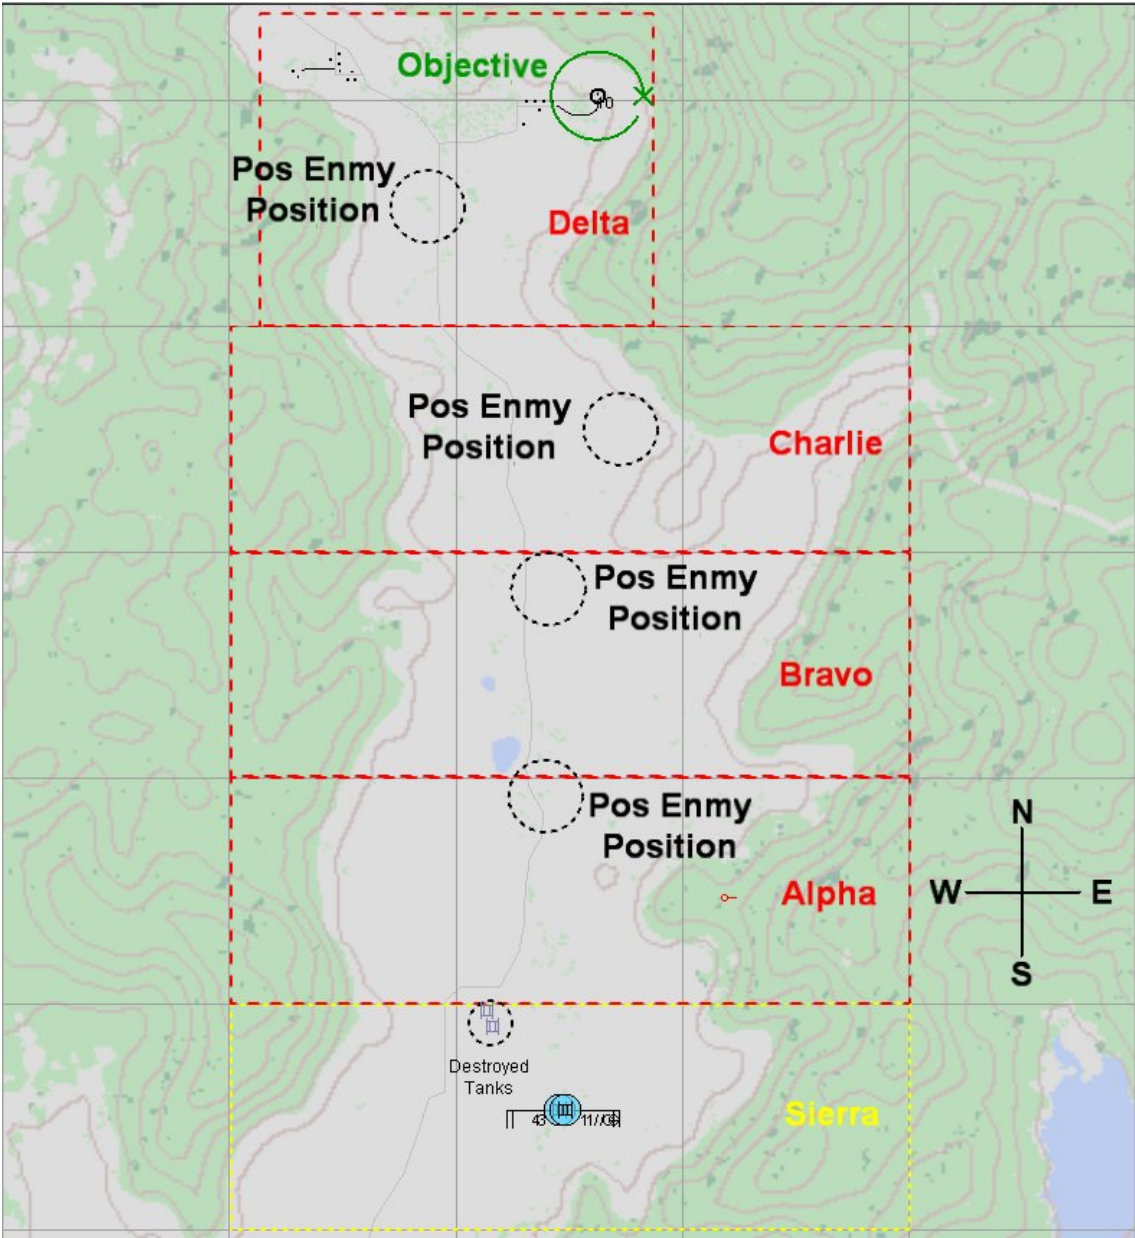 Objective
Pos Enmy
Position
Delta
Pos Enmy
Position
Charlie
Pos Enmy
Position
Bravo
Pos Enmy
Position
N
W E
Alpha
S
Destroyed
Tanks
43
Sierra